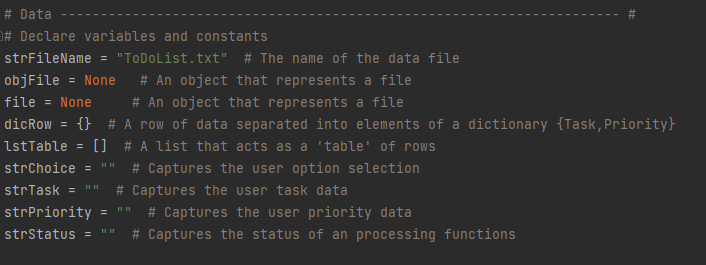 # Data ---------------------------------------------------------------------- #
# Declare variables and constants
strFileName = "ToDoList.txt"  # The name of the data file
objFile = None   # An object that represents a file
file = None     # An object that represents a file
dicRow = {}  # A row of data separated into elements of a dictionary {Task,Priority}
lstTable = []  # A list that acts as a 'table' of rows
strChoice = ""  # Captures the user option selection
strTask = ""  # Captures the user task data
strPriority = ""  # Captures the user priority data
strStatus = ""  # Captures the status of an processing functions